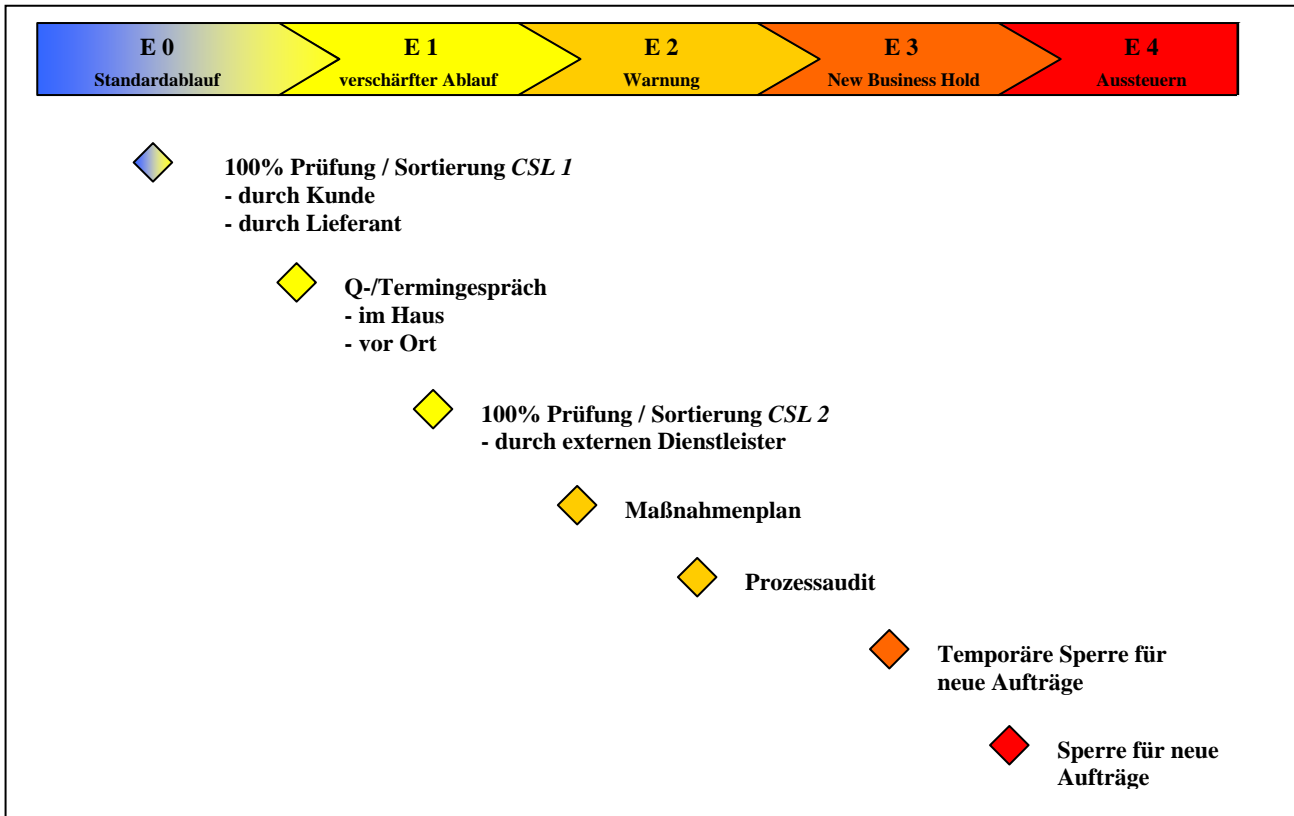 E 0
Standardablauf
E 1
verschärfter Ablauf
E 2
Warnung
E 3
New Business Hold
E 4
Aussteuern
100% Prüfung / Sortierung CSL 1
- durch Kunde
- durch Lieferant
Q-/Termingespräch
- im Haus
- vor Ort
100% Prüfung / Sortierung CSL 2
- durch externen Dienstleister
Maßnahmenplan
Prozessaudit
Temporäre Sperre für
neue Aufträge
Sperre für neue
Aufträge